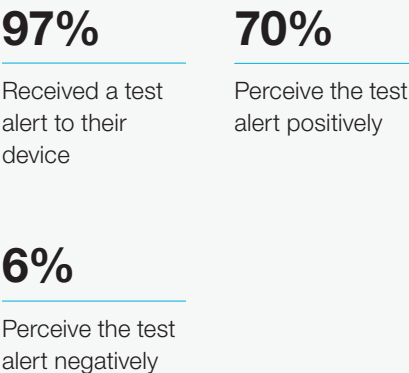 97%
Received a test
alert to their
device
70%
Perceive the test
alert positively
6%
Perceive the test
alert negatively